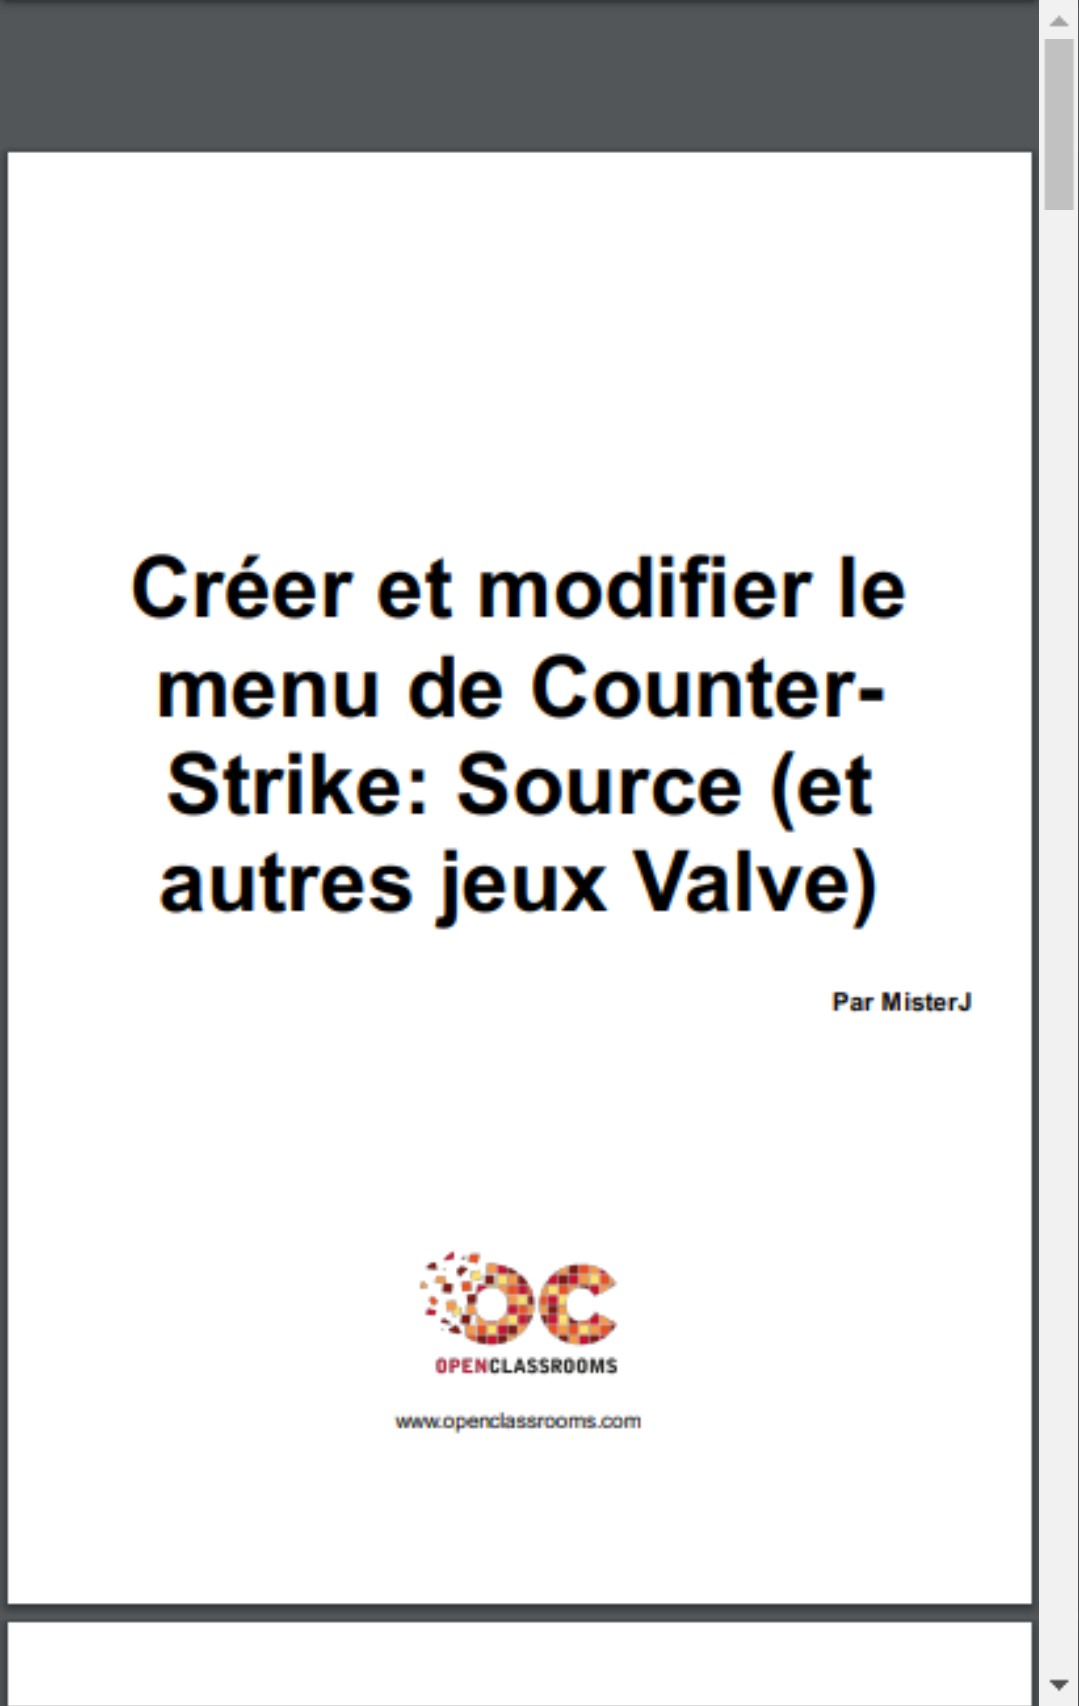 Créer et modifier le
menu de Counter-
Strike: Source (et
autres jeux Valve)
Par MisterJ
OC
OPENCLASSROOMS
www.openclassrooms.com